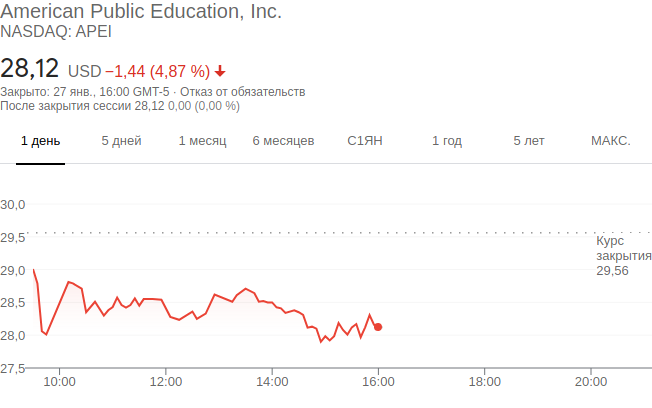 American Public Education, Inc.
NASDAQ: APEI
28,12 USD −1,44 (4,87 %)
Закрыто: 27 янв., 16:00 GMT-5 · Отказ от обязательств
После закрытия сессии 28,12 0,00 (0,00 %)
1 день 5 дней 1 месяц 6 месяцев С1ЯН 1 год 5 лет МАКС.
30,0
29,5
Курс
закрытия
29,56
29,0
28,5
28,0
27,5
10:00 12:00 14:00 16:00 18:00 20:00